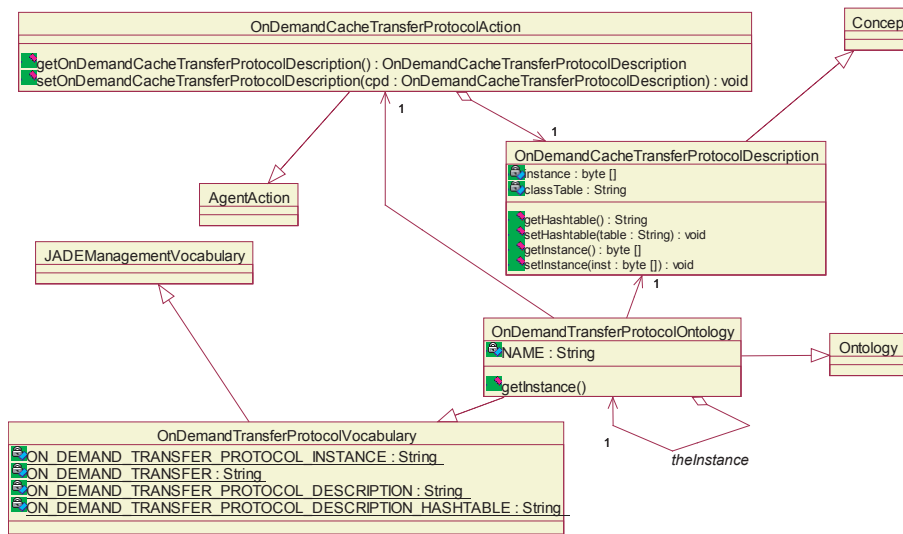 OnDemandCacheTransferProtocolAction
getOnDemandCacheTransferProtocolDescription() : OnDemandCacheTransferProtocolDescription
setOnDemandCacheTransferProtocolDescription(cpd : OnDemandCacheTransferProtocolDescription) : void
Concep
1
1
OnDemandCacheTransferProtocolDescription
instance : byte []
classTable : String
getHashtable() : String
setHashtable(table : String) : void
getInstance() : byte []
setInstance(inst : byte []) : void
AgentAction
JADEManagementVocabulary
1
OnDemandTransferProtocolOntology
NAME : String
getInstance()
Ontology
1
theInstance
OnDemandTransferProtocolVocabulary
ON_DEMAND_TRANSFER_PROTOCOL_INSTANCE : String
ON_DEMAND_TRANSFER : String
ON_DEMAND_TRANSFER_PROTOCOL_DESCRIPTION : String
ON_DEMAND_TRANSFER_PROTOCOL_DESCRIPTION_HASHTABLE : String